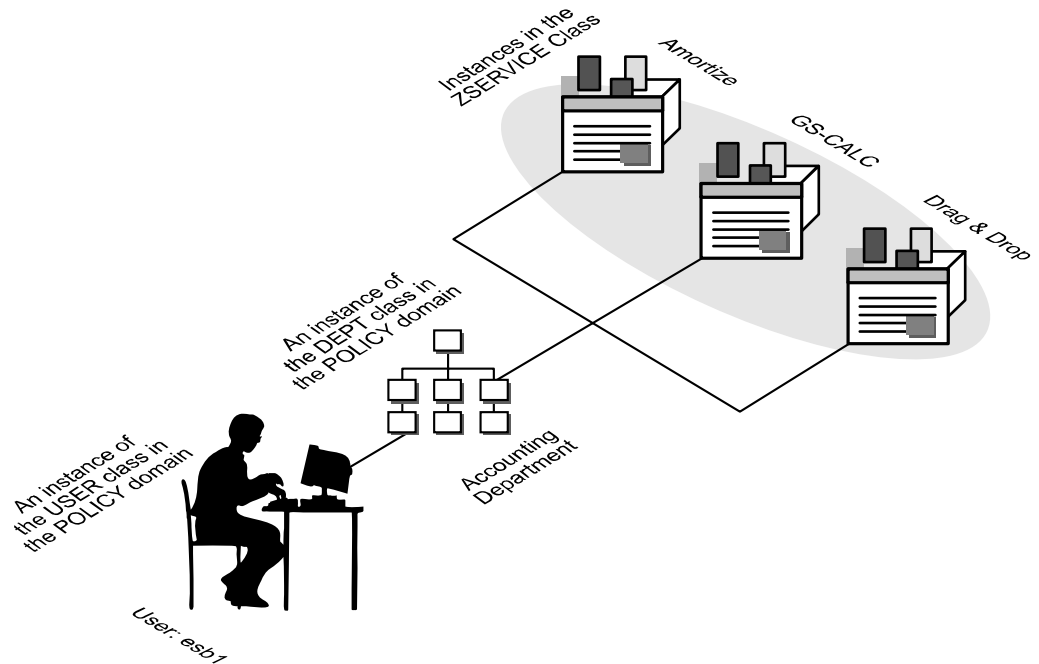 Instances in the
ZSERVICE Class
Amortize
GS-CALC
Drag & Drop
An instance of
the DEPT class in
the POLICY domain
Accounting
Department
An instance of
the USER class in
the POLICY domain
User: esb1